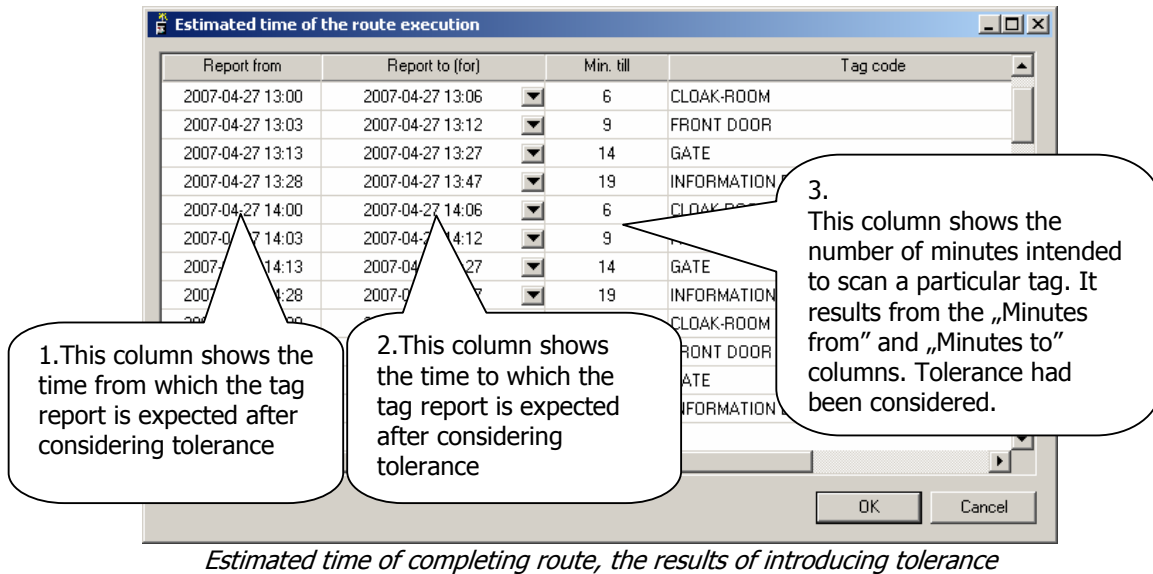 Estimated time of the route execution
Report from Report to (for) Min. till Tag code
2007-04-27 13:00 2007-04-27 13:06 6 CLOAK-ROOM
2007-04-27 13:03 2007-04-27 13:12 9 FRONT DOOR
2007-04-27 13:13 2007-04-27 13:27 14 GATE
2007-04-27 13:28 2007-04-27 13:47 19 INFORMATION
2007-04-27 14:00 2007-04-27 14:06 6 CLOAK-ROOM
14:03 14:12 9
14:13 14 GATE
19 INFORMATION
CLOAK-ROOM
1.This column shows the
time from which the tag
report is expected after
considering tolerance
2.This column shows
the time to which the
tag report is expected
after considering
tolerance
3.
This column shows the
number of minutes intended
to scan a particular tag. It
results from the „Minutes
from” and „Minutes to”
columns. Tolerance had
been considered.
OK Cancel
Estimated time of completing route, the results of introducing tolerance